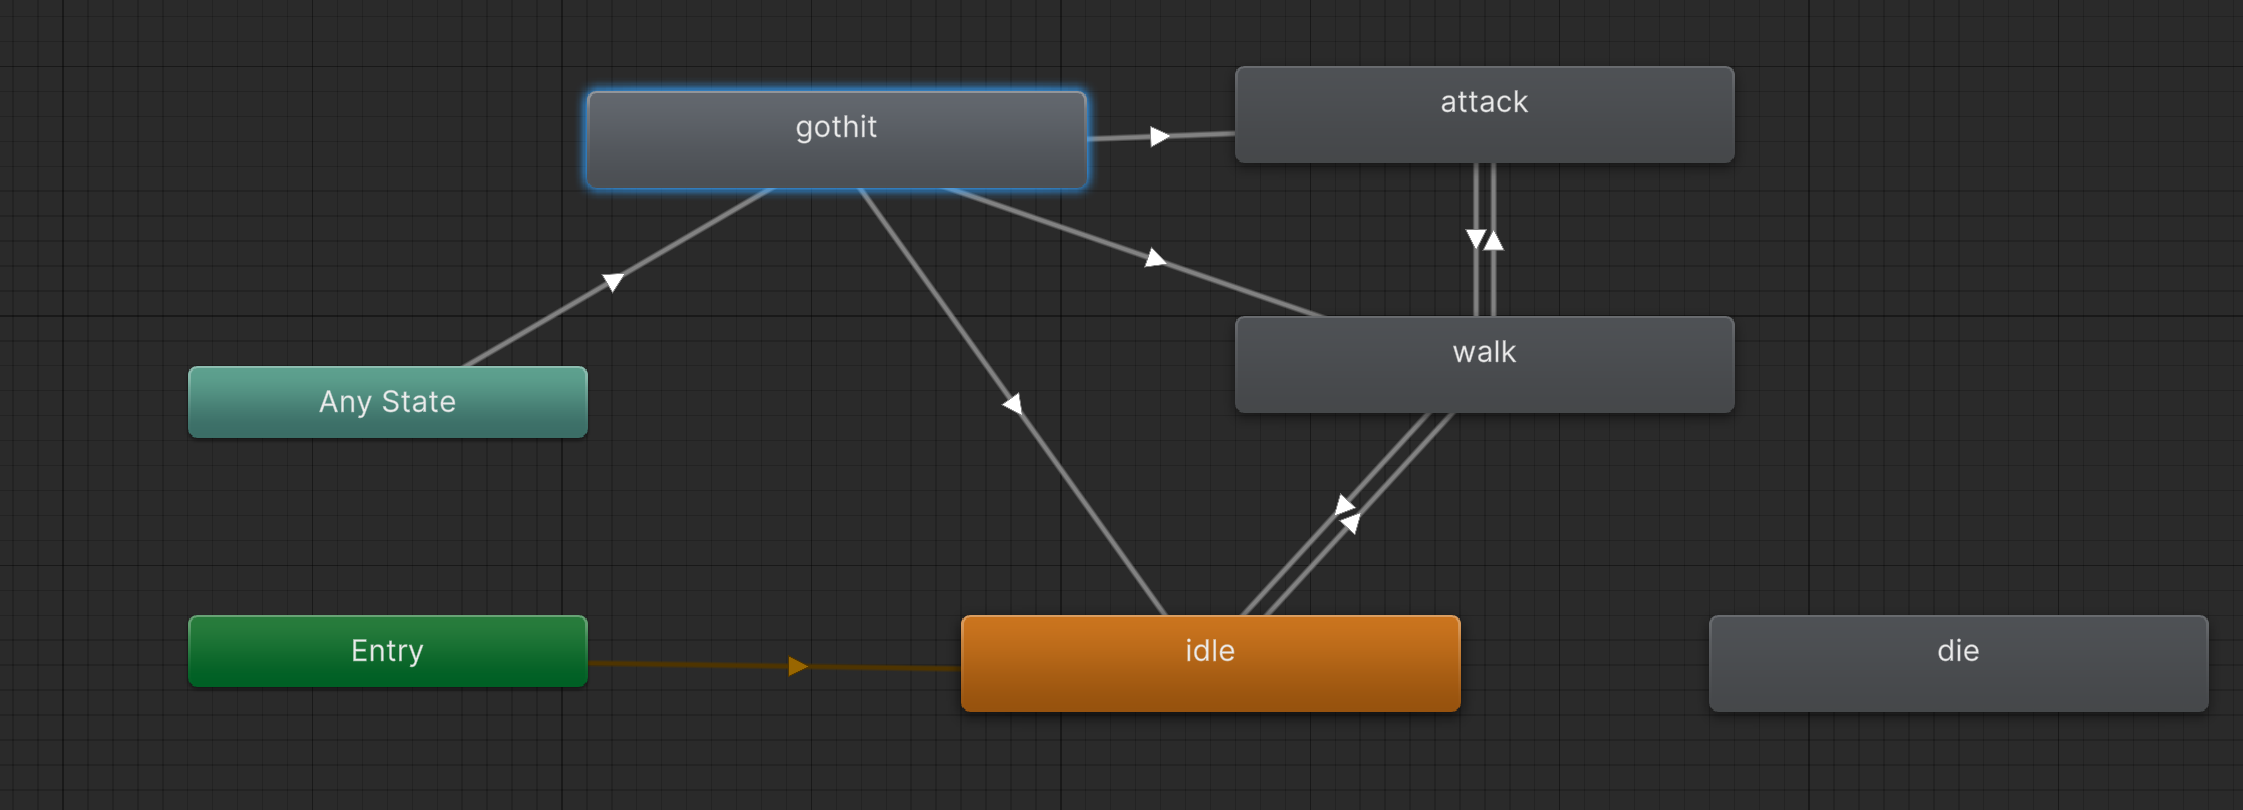 gothit
attack
walk
Any State
Entry
idle
die